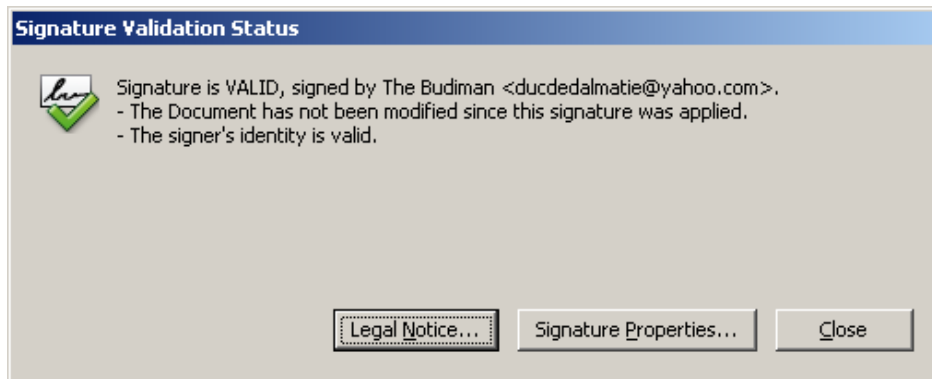 Signature Validation Status
Signature is VALID, signed by The Budiman <ducdedalmatie@yahoo.com>.
- The Document has not been modified since this signature was applied.
- The signer's identity is valid.
Legal Notice... Signature Properties... Close